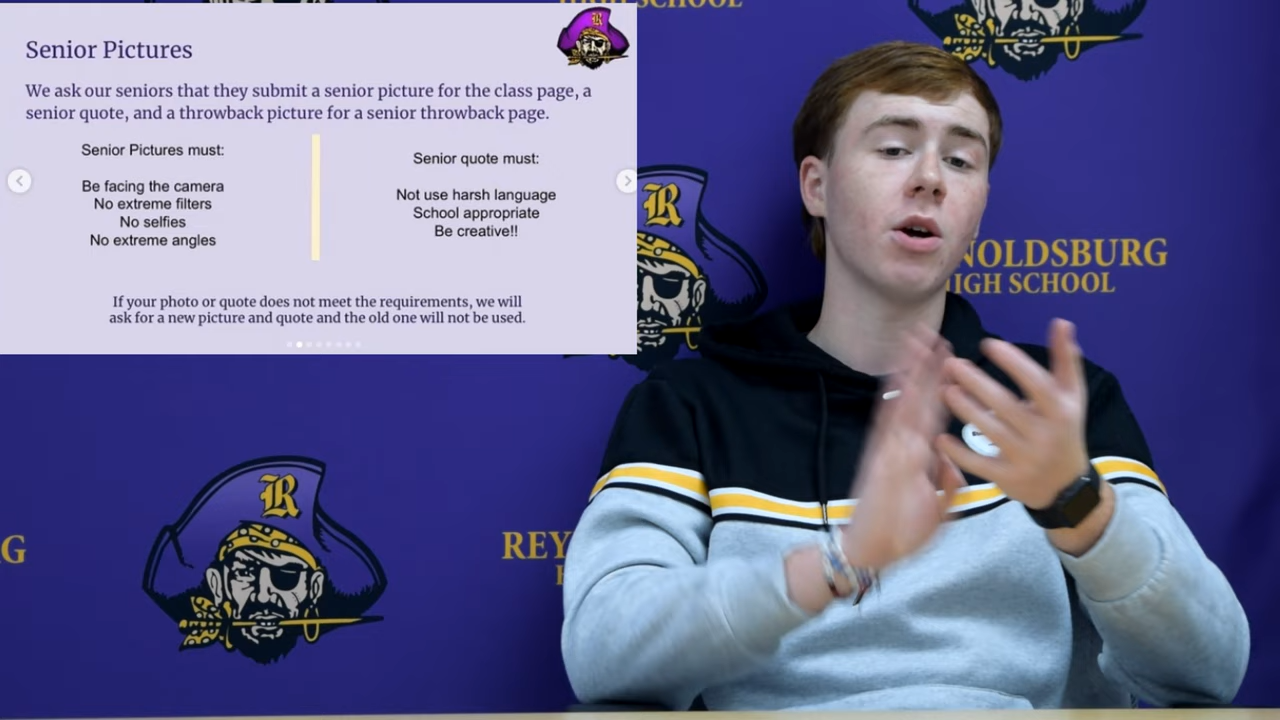 Senior Pictures
R
We ask our seniors that they submit a senior picture for the class page, a
senior quote, and a throwback picture for a senior throwback page.
Senior Pictures must:
Be facing the camera
No extreme filters
No selfies
No extreme angles
Senior quote must:
Not use harsh language
School appropriate
Be creative!!
If your photo or quote does not meet the requirements, we will
ask for a new picture and quote and the old one will not be used.
HIGH SCHOOL
R
NOLDSBURG
HIGH SCHOOL
R
G
REY